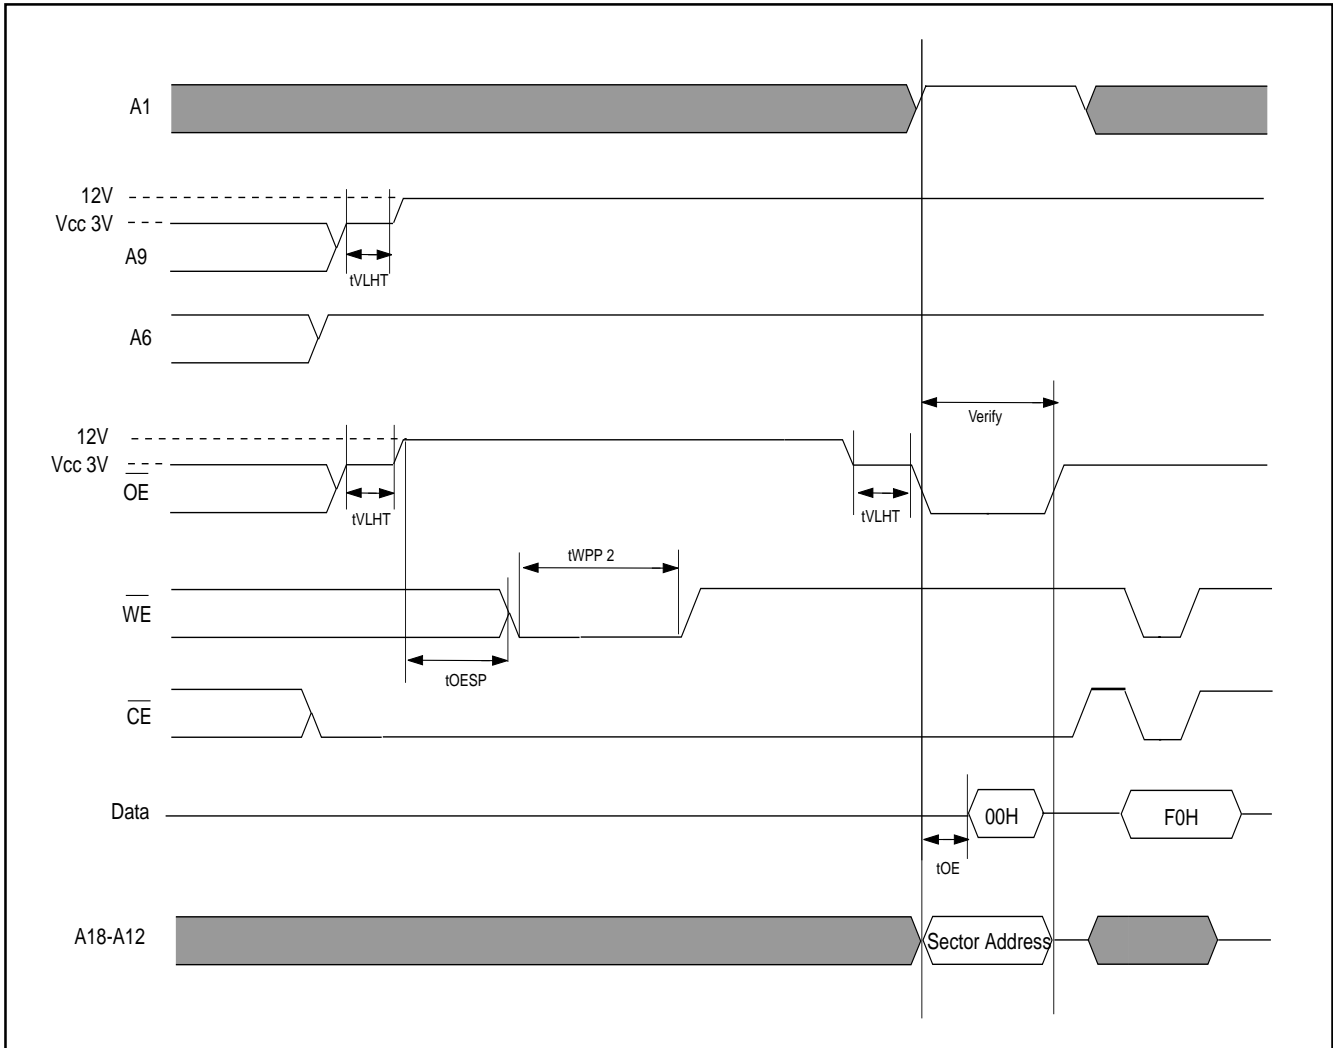 A1
12V
Vcc 3V
A9
tVLHT
A6
Verify
12V
Vcc 3V
OE
tVLHT
tVLHT
tWPP 2
WE
tOESP
CE
Data
00H
F0H
tOE
A18-A12
Sector Address